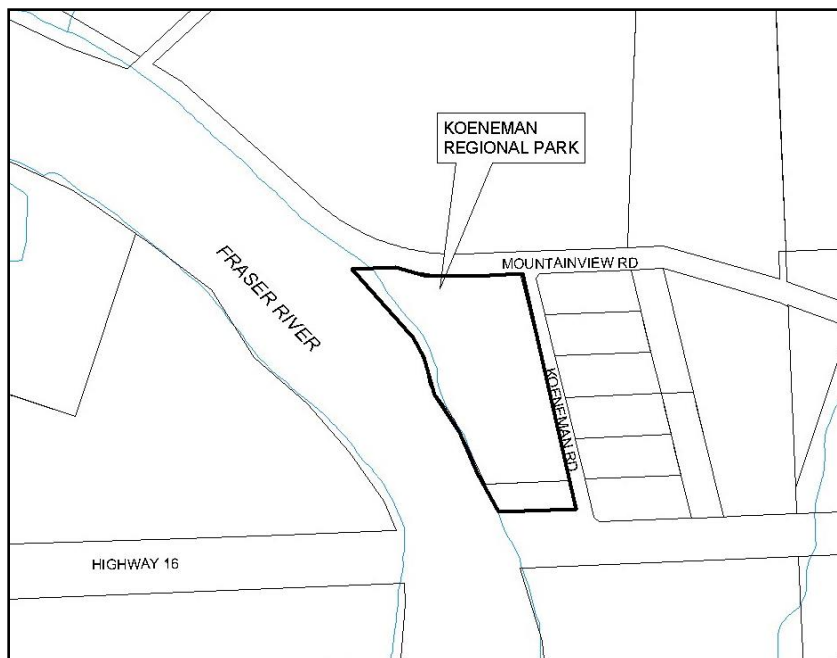 KOENEMAN
REGIONAL PARK
MOUNTAINVIEW RD
FRASER RIVER
KOENEMAN RD
HIGHWAY 16